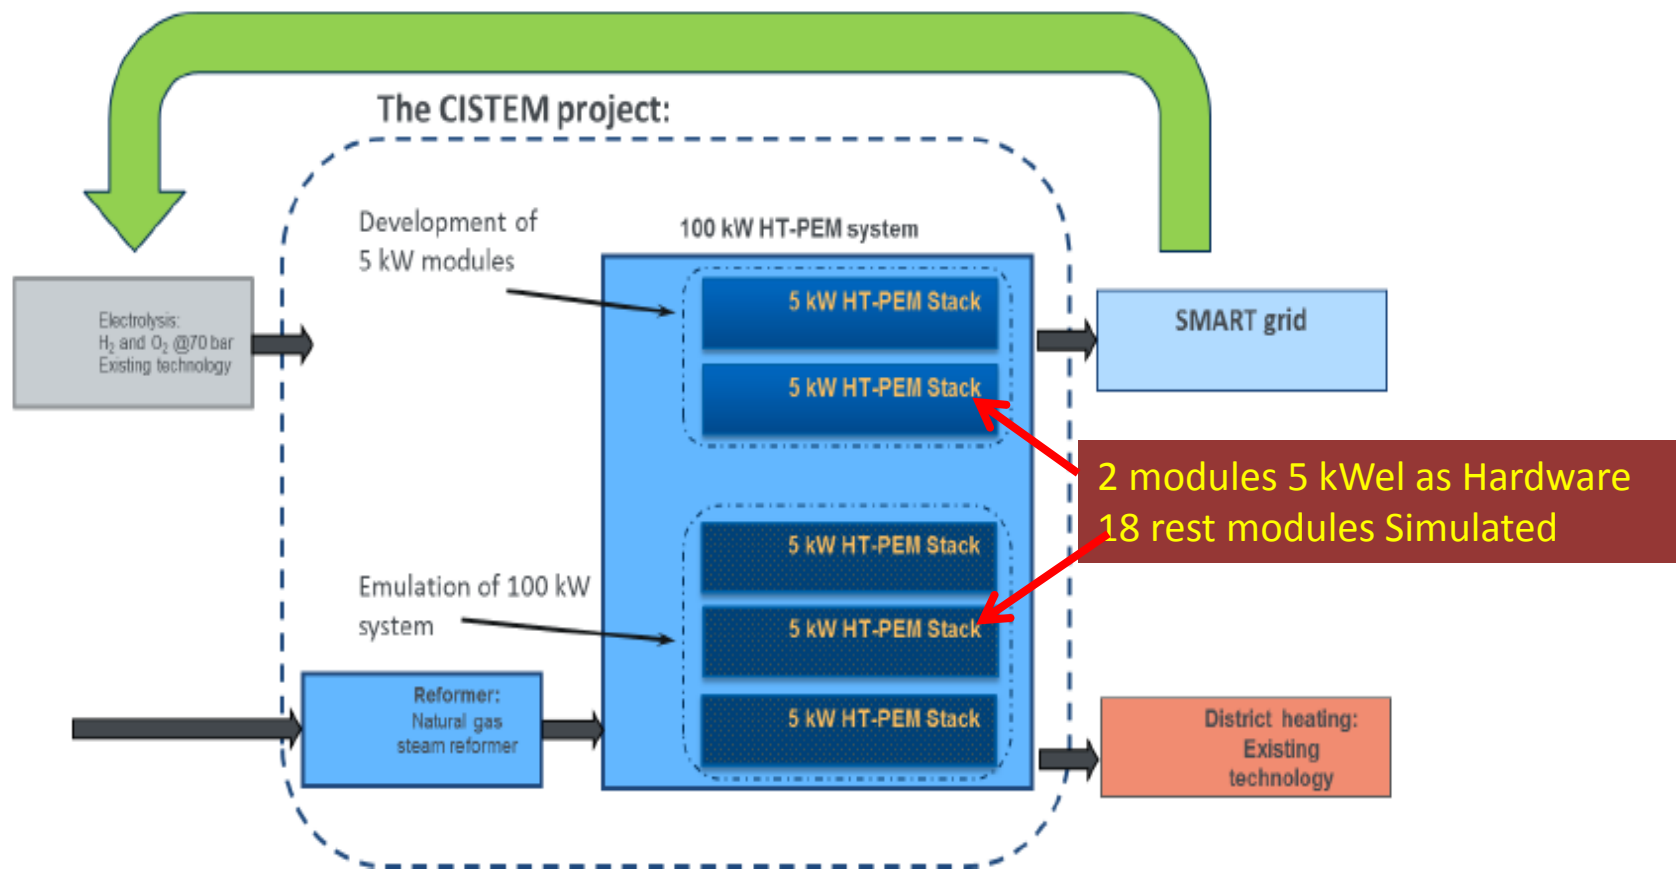 The CISTEM project:
Development of
5 kW modules
100 kW HT-PEM system
5 kW HT-PEM Stack
5 kW HT-PEM Stack
Electrolysis:
H₂ and O₂ @70 bar
Existing technology
SMART grid
2 modules 5 kWel as Hardware
18 rest modules Simulated
5 kW HT-PEM Stack
Emulation of 100 kW
system
5 kW HT-PEM Stack
5 kW HT-PEM Stack
Reformer:
Natural gas
steam reformer
District heating:
Existing
technology